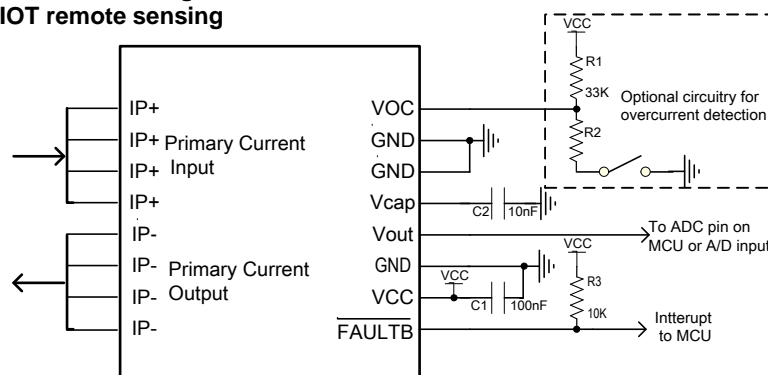 IOT remote sensing
IP+
IP+
IP+
IP+
IP-
IP-
IP-
IP-
Primary Current
Input
Primary Current
Output
VOC
GND
GND
Vcap
Vout
GND
VCC
FAULTB
VCC
R1
33K
R2
Optional circuitry for
overcurrent detection
C2
10nF
To ADC pin on
MCU or A/D input
VCC
C1
100nF
VCC
R3
10K
Intterupt
to MCU